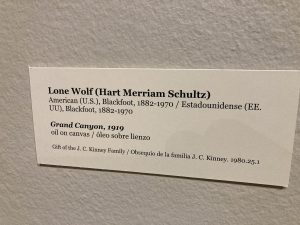 Lone Wolf (Hart Merriam Schultz)
American (U.S.), Blackfoot, 1882-1970 / Estadounidense (EE.
UU), Blackfoot, 1882-1970
Grand Canyon, 1919
oil on canvas / óleo sobre lienzo
Gift of the J. C. Kinney Family / Obsequio de la familia J. C. Kinney. 1980.25.1